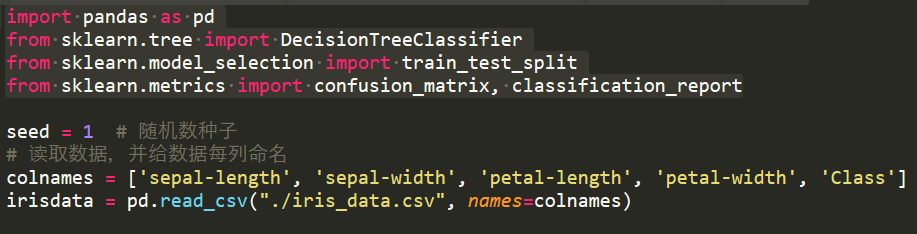 import pandas as pd
from sklearn.tree import DecisionTreeClassifier
from sklearn.model_selection import train_test_split
from sklearn.metrics import confusion_matrix, classification_report
seed = 1  # 随机数种子
# 读取数据, 并给数据每列命名
colnames = ['sepal-length', 'sepal-width', 'petal-length', 'petal-width', 'Class']
irisdata = pd.read_csv("./iris_data.csv", names=colnames)